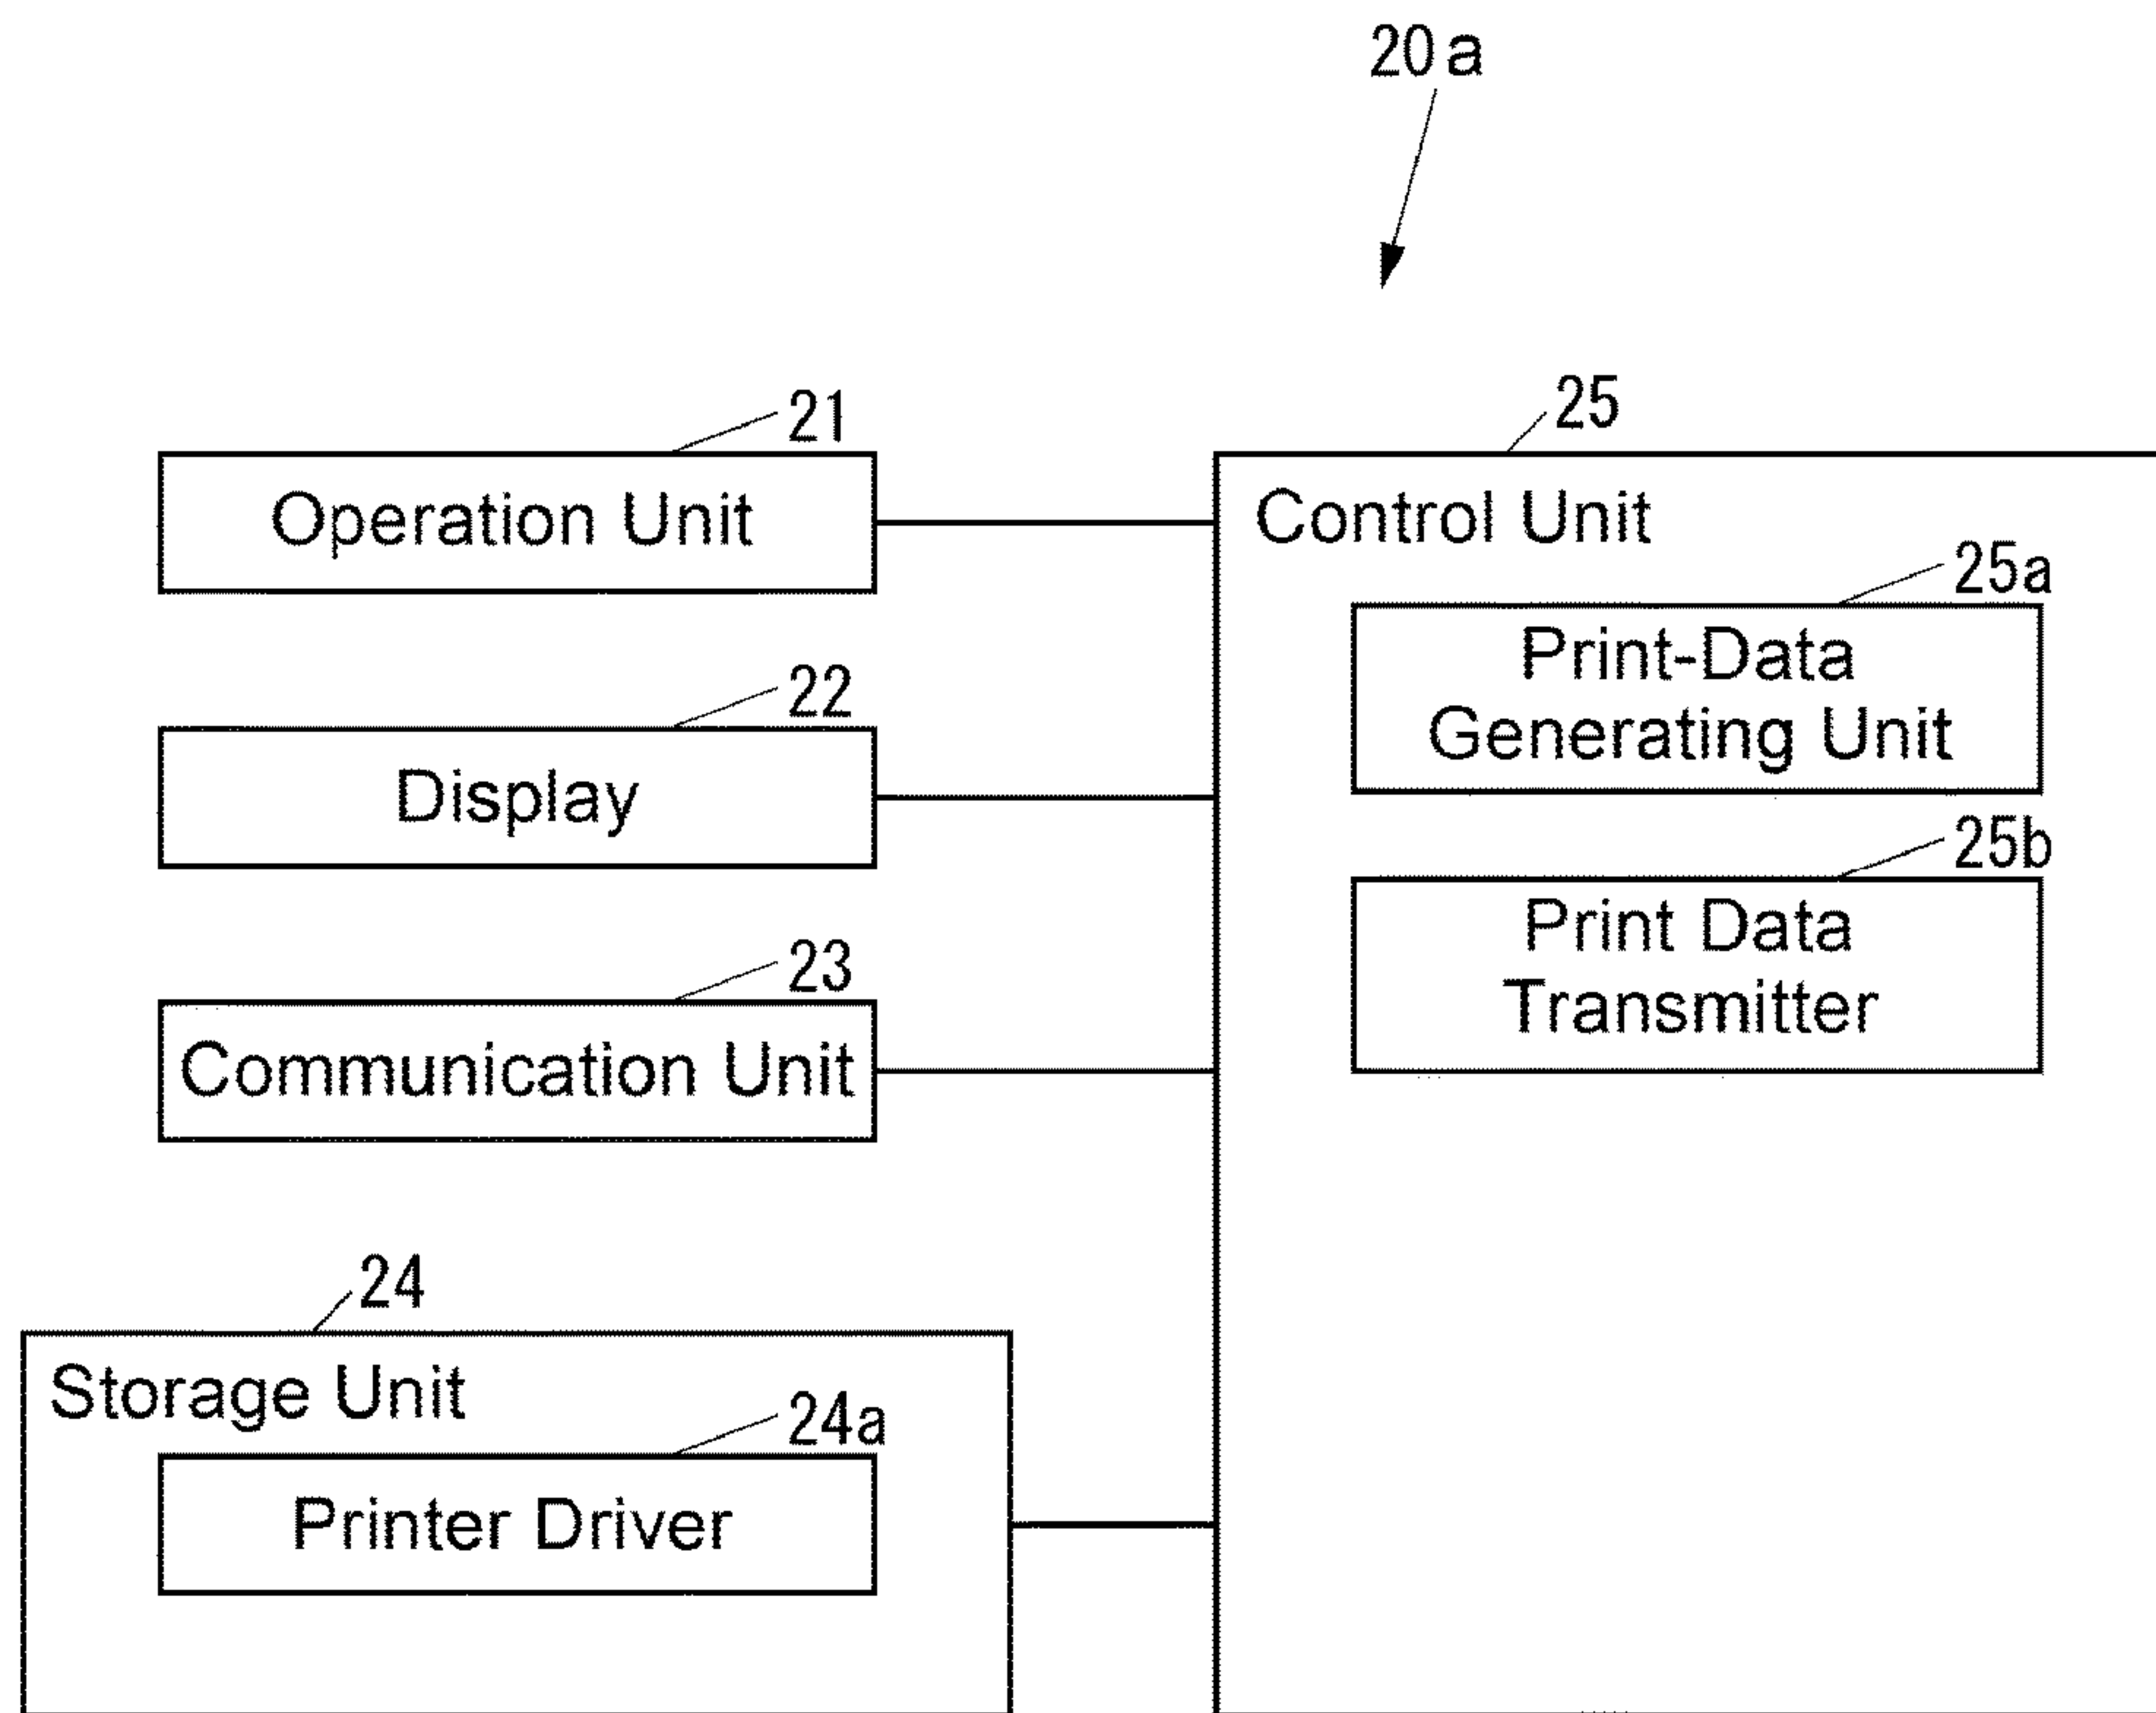 20a
21
Operation Unit
22
Display
23
Communication Unit
24
Storage Unit
24a
Printer Driver
25
Control Unit
25a
Print-Data
Generating Unit
25b
Print Data
Transmitter